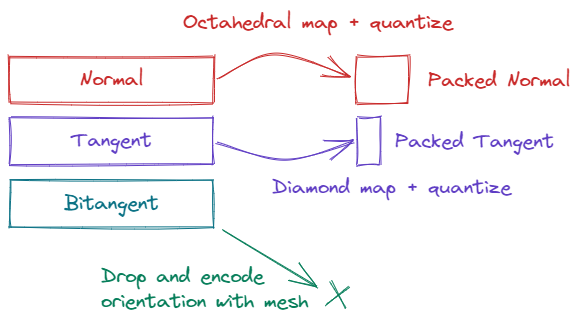 Octahedral map + quantize
Normal
Packed Normal
Tangent
Packed Tangent
Diamond map + quantize
Bitangent
Drop and encode
orientation with mesh